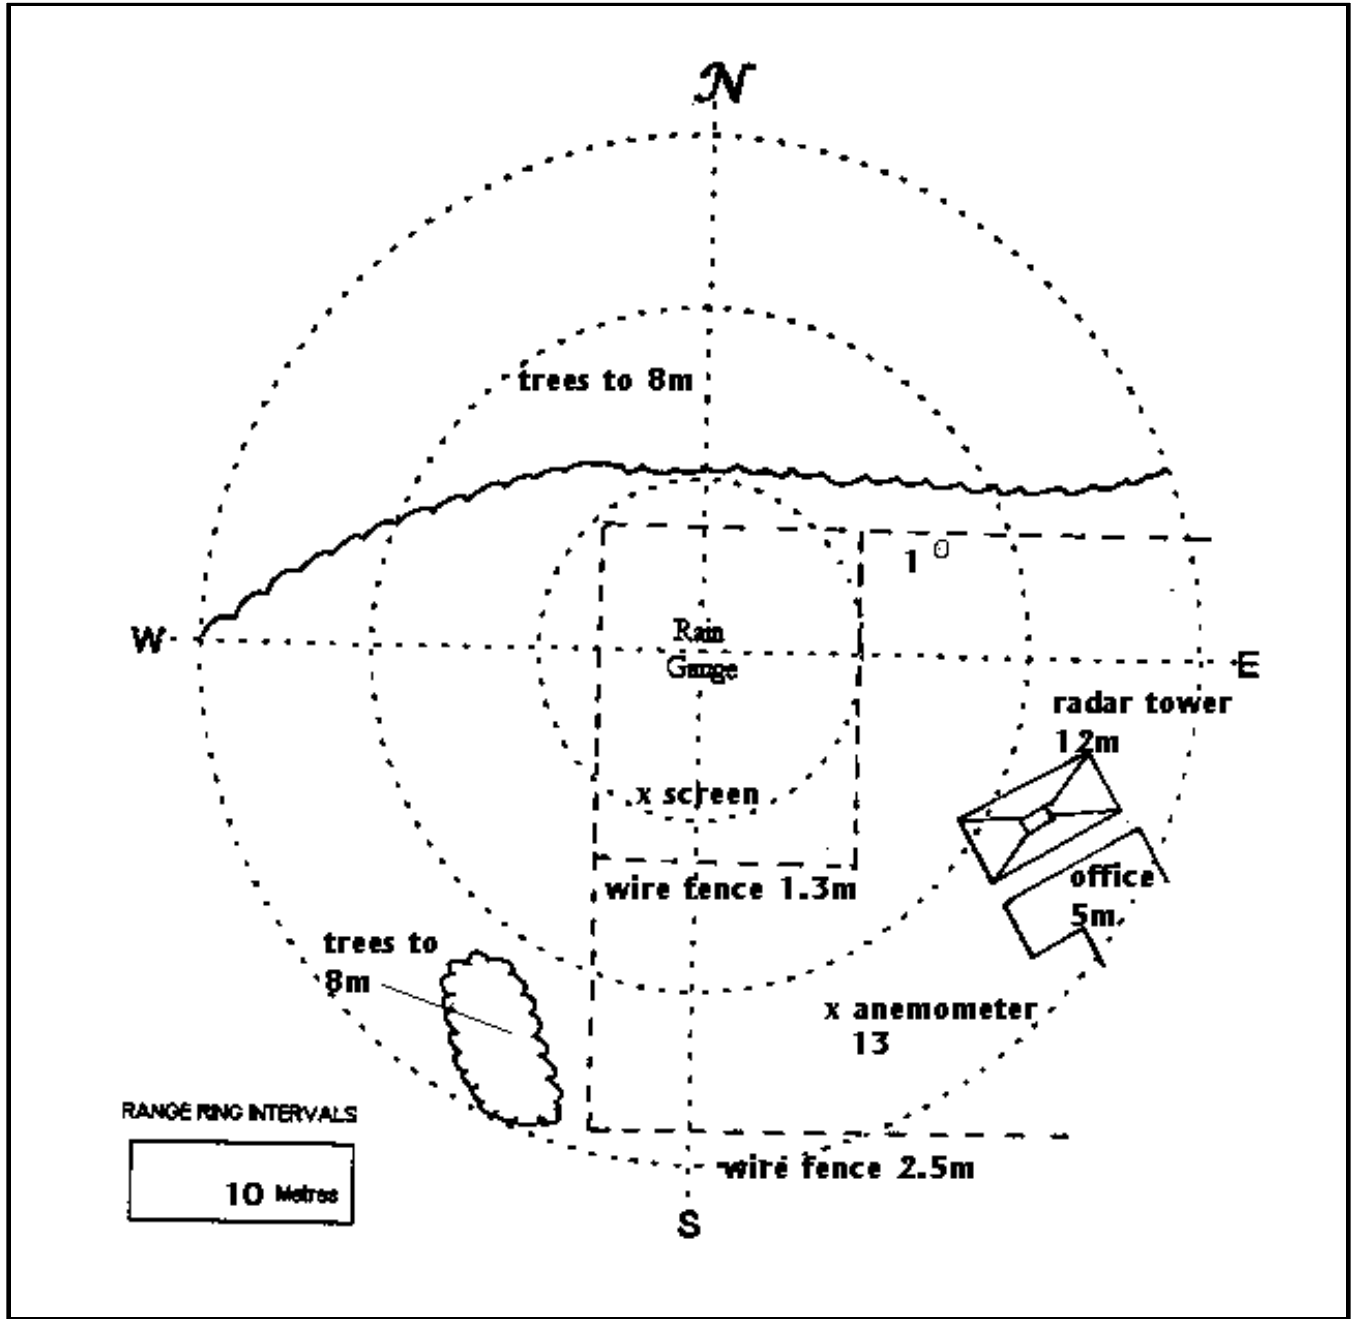 N
trees to 8m
1 0
W
Rain
Gauge
E
radar tower
12m
x screen
wire fence 1.3m
office
5m
trees to
8m
x anemometer
13
RANGE RING INTERVALS
10 Metres
wire fence 2.5m
S